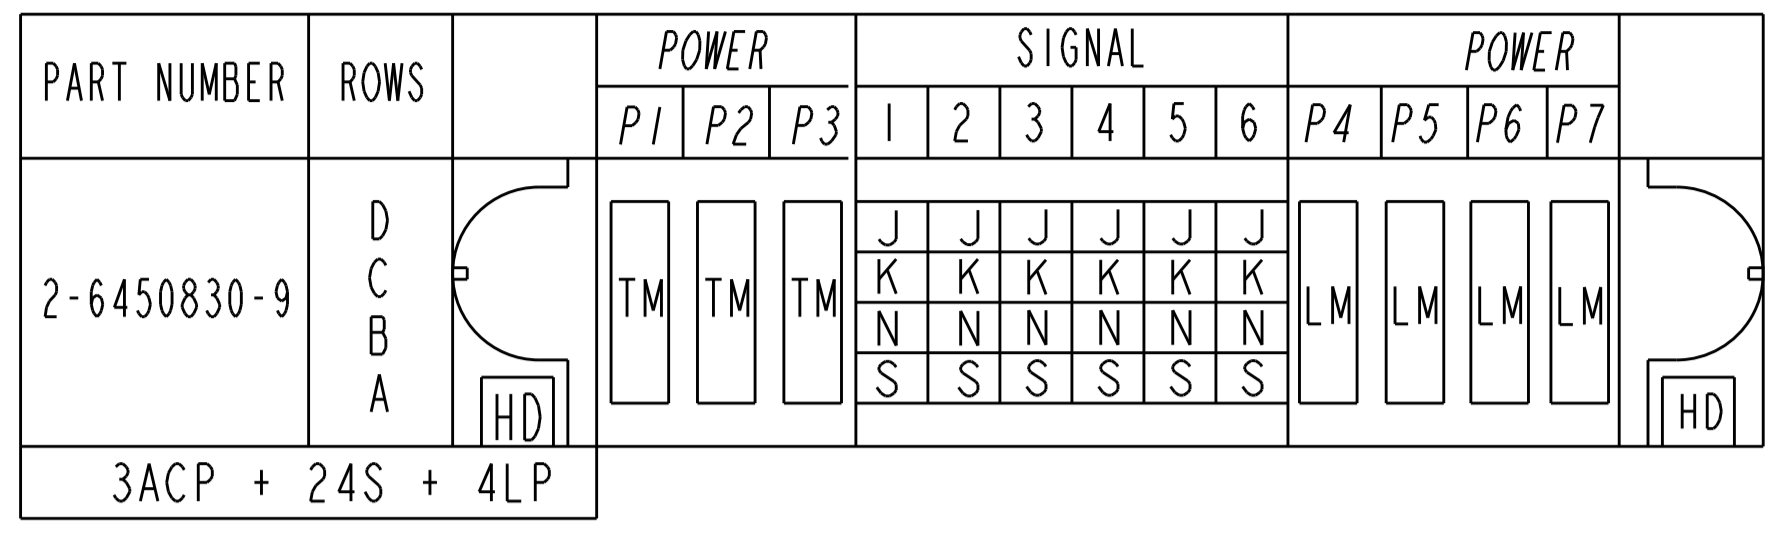 PART NUMBER ROWS POWER SIGNAL POWER
P1 P2 P3 1 2 3 4 5 6 P4 P5 P6 P7
2-6450830-9
D J J J J J J
C K K K K K K
TM TM TM LM LM LM LM
B N N N N N N
A S S S S S S
HD HD
3ACP + 24S + 4LP